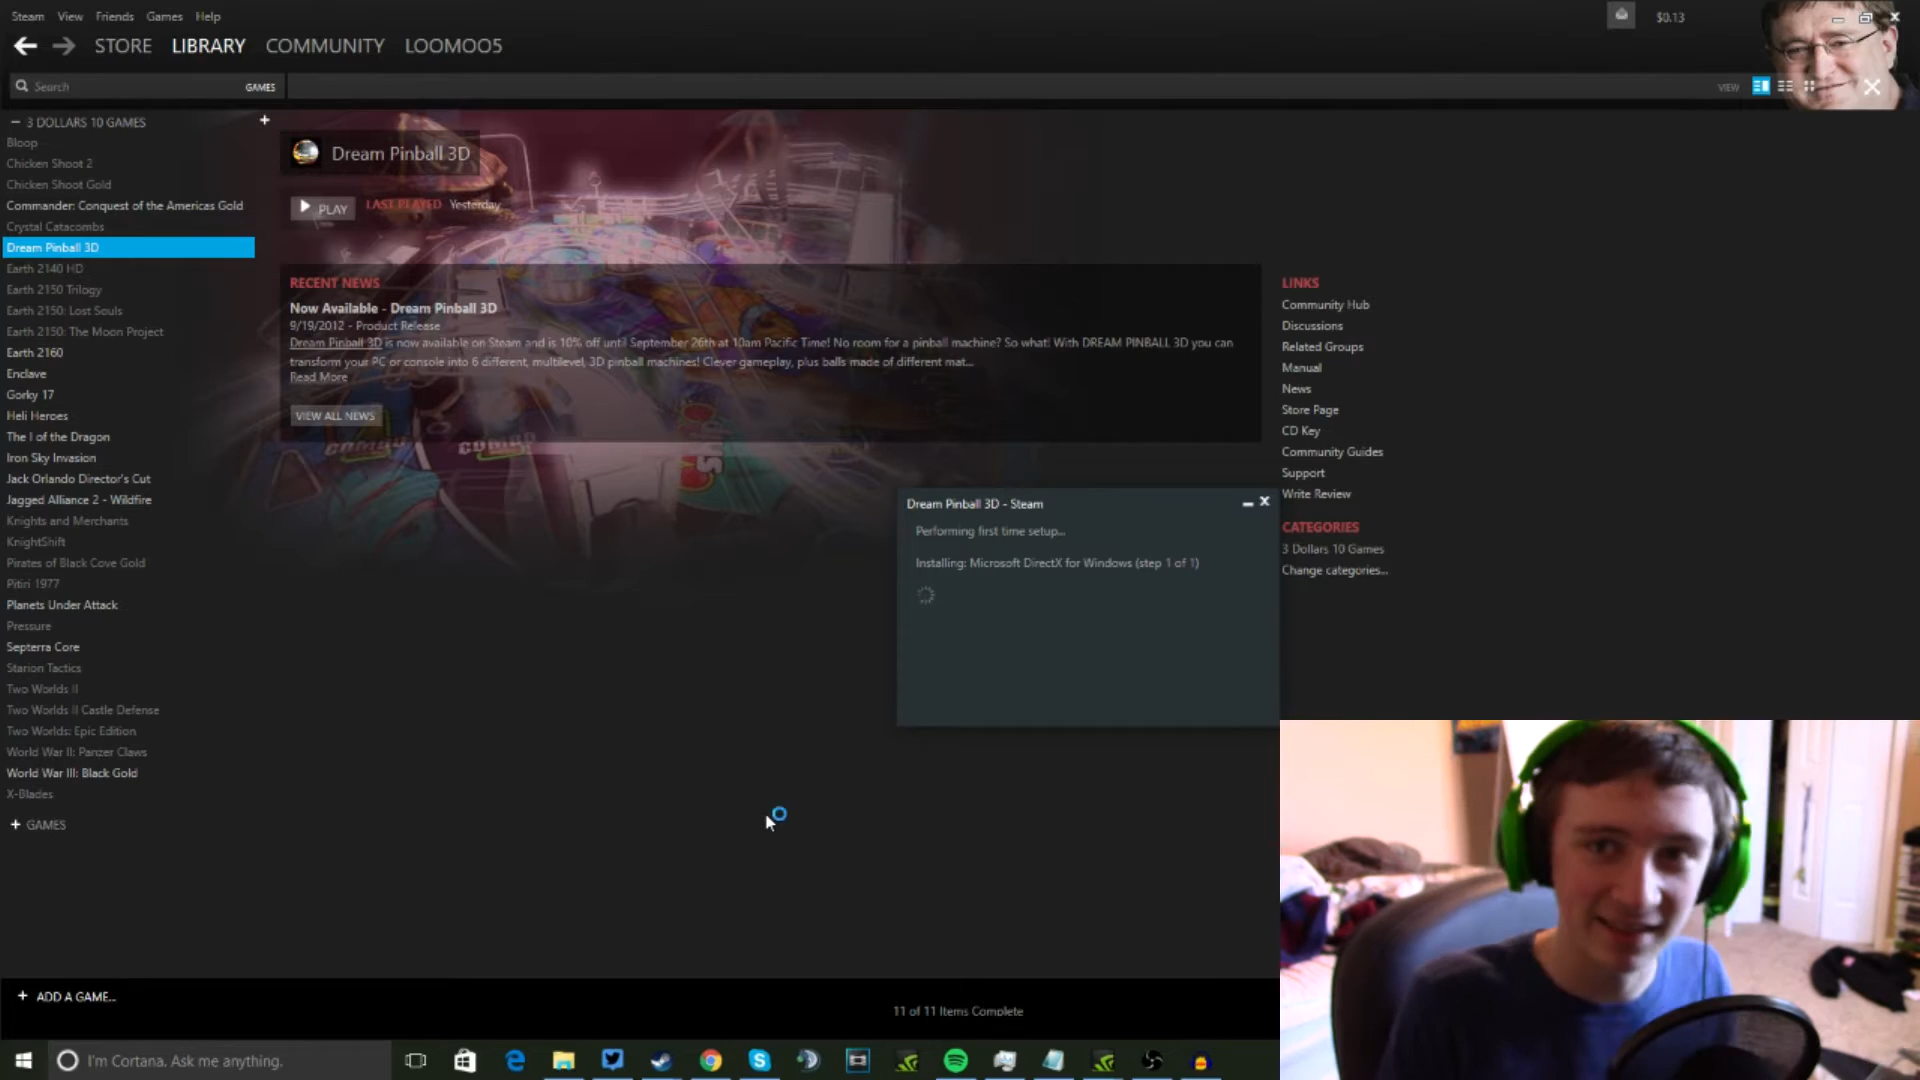 Steam View Friends Games Help
$0.13
STORE LIBRARY COMMUNITY LOOMOO5
Search GAMES
VIEW
3 DOLLARS 10 GAMES
Bloop
Chicken Shoot 2
Chicken Shoot Gold
Commander: Conquest of the Americas Gold
Crystal Catacombs
Dream Pinball 3D
Earth 2140 HD
Earth 2150 Trilogy
Earth 2150: Lost Souls
Earth 2150: The Moon Project
Earth 2160
Enclave
Gorky 17
Heli Heroes
The I of the Dragon
Iron Sky Invasion
Jack Orlando Director's Cut
Jagged Alliance 2 - Wildfire
Knights and Merchants
KnightShift
Pirates of Black Cove Gold
Pitiri 1977
Planets Under Attack
Pressure
Septerra Core
Starion Tactics
Two Worlds II
Two Worlds II Castle Defense
Two Worlds: Epic Edition
World War II: Panzer Claws
World War III: Black Gold
X-Blades
GAMES
Dream Pinball 3D
PLAY
LAST PLAYED Yesterday
RECENT NEWS
Now Available - Dream Pinball 3D
9/19/2012 - Product Release
Dream Pinball 3D is now available on Steam and is 10% off until September 26th at 10am Pacific Time! No room for a pinball machine? So what! With DREAM PINBALL 3D you can
transform your PC or console into 6 different, multilevel, 3D pinball machines! Clever gameplay, plus balls made of different mat...
Read More
VIEW ALL NEWS
COMBO
COMBO
LINKS
Community Hub
Discussions
Related Groups
Manual
News
Store Page
CD Key
Community Guides
Support
Write Review
CATEGORIES
3 Dollars 10 Games
Change categories...
Dream Pinball 3D - Steam
Performing first time setup...
Installing: Microsoft DirectX for Windows (step 1 of 1)
ADD A GAME...
11 of 11 Items Complete
I'm Cortana. Ask me anything.